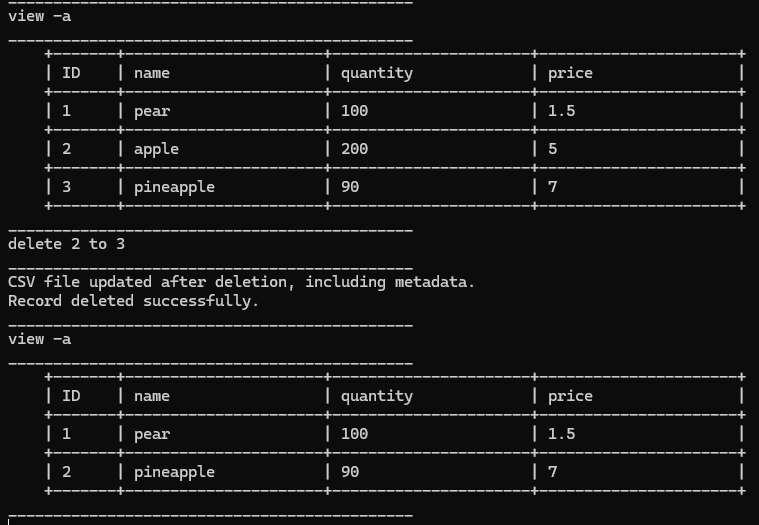 view -a
| ID | name | quantity | price |
| 1 | pear | 100 | 1.5 |
| 2 | apple | 200 | 5 |
| 3 | pineapple | 90 | 7 |
delete 2 to 3
CSV file updated after deletion, including metadata.
Record deleted successfully.
view -a
| ID | name | quantity | price |
| 1 | pear | 100 | 1.5 |
| 2 | pineapple | 90 | 7 |